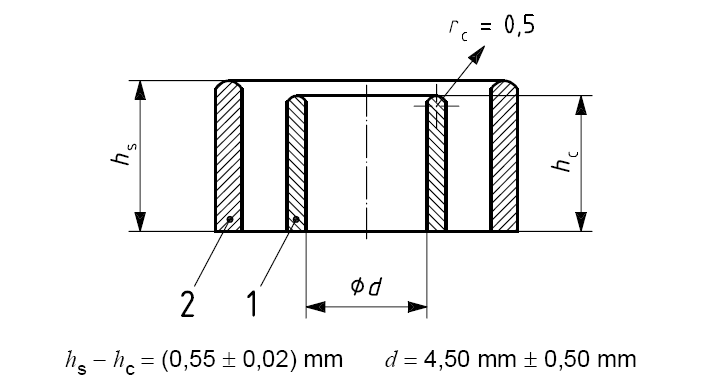 r_c = 0,5
h_s
h_c
2
1
ϕd
h_s – h_c = (0,55 ± 0,02) mm d = 4,50 mm ± 0,50 mm